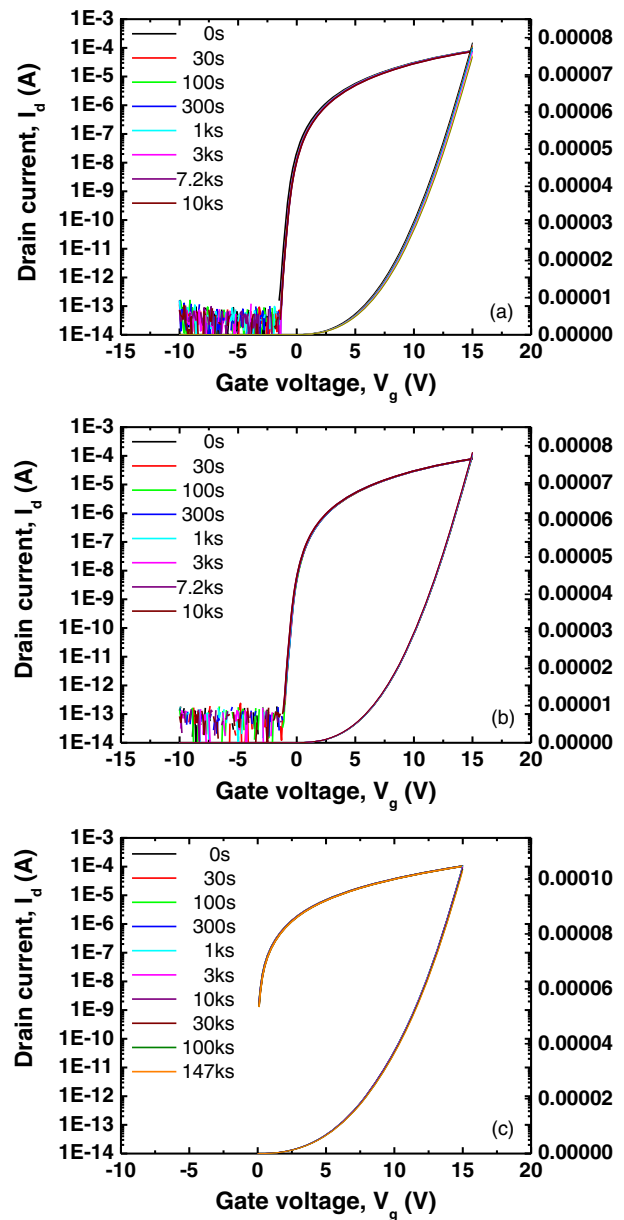 1E-3
1E-4
1E-5
1E-6
1E-7
1E-8
1E-9
1E-10
1E-11
1E-12
1E-13
1E-14
Drain current, I_d (A)
0s
30s
100s
300s
1ks
3ks
7.2ks
10ks
0.00008
0.00007
0.00006
0.00005
0.00004
0.00003
0.00002
0.00001
0.00000
(a)
-15 -10 -5 0 5 10 15 20
Gate voltage, V_g (V)
1E-3
1E-4
1E-5
1E-6
1E-7
1E-8
1E-9
1E-10
1E-11
1E-12
1E-13
1E-14
Drain current, I_d (A)
0s
30s
100s
300s
1ks
3ks
7.2ks
10ks
0.00008
0.00007
0.00006
0.00005
0.00004
0.00003
0.00002
0.00001
0.00000
(b)
-15 -10 -5 0 5 10 15 20
Gate voltage, V_g (V)
1E-3
1E-4
1E-5
1E-6
1E-7
1E-8
1E-9
1E-10
1E-11
1E-12
1E-13
1E-14
Drain current, I_d (A)
0s
30s
100s
300s
1ks
3ks
10ks
30ks
100ks
147ks
0.00010
0.00008
0.00006
0.00004
0.00002
0.00000
(c)
-10 -5 0 5 10 15 20
Gate voltage, V_g (V)